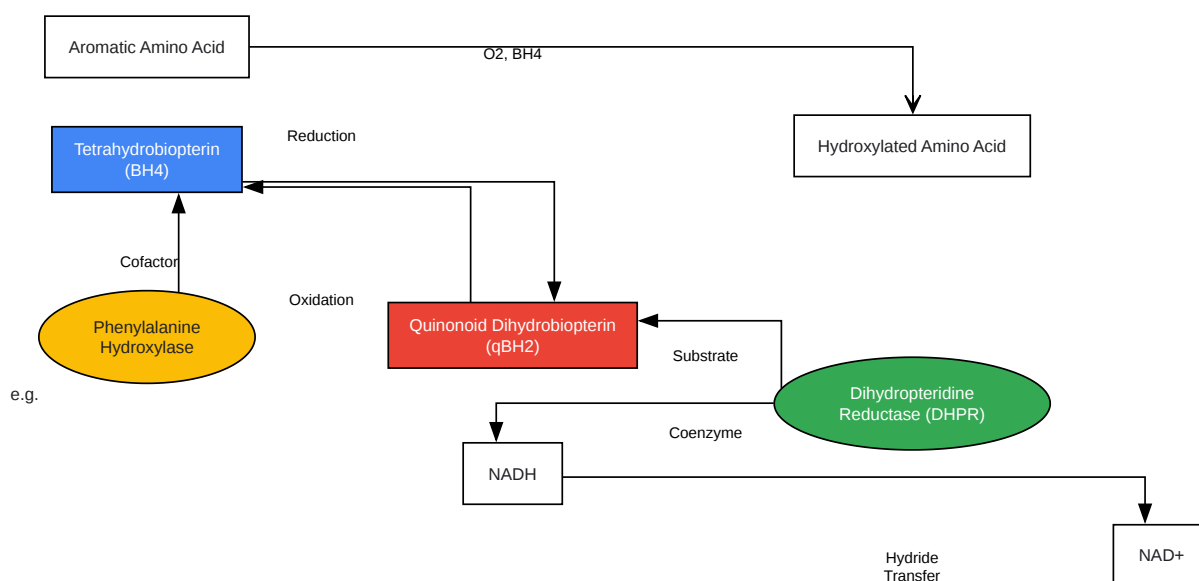 Aromatic Amino Acid
O2, BH4
Hydroxylated Amino Acid
Reduction
Tetrahydrobiopterin
(BH4)
Cofactor
Oxidation
Phenylalanine
Hydroxylase
Quinonoid Dihydrobiopterin
(qBH2)
Substrate
e.g.
Dihydropteridine
Reductase (DHPR)
Coenzyme
NADH
Hydride
Transfer
NAD+